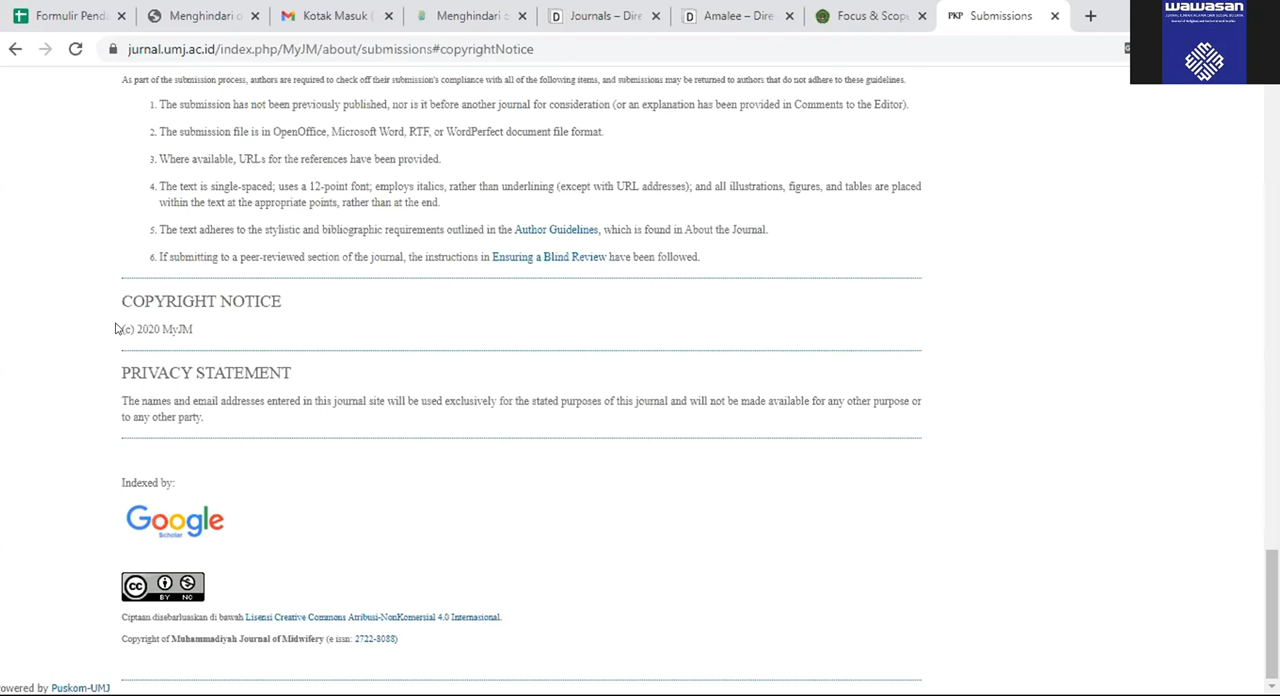 Formulir Pend
Menghindari
Kotak Masuk (
Menghindari
Journals – Dire
Amalee – Dire
Focus & Scop
PKP Submissions
jurnal.umj.ac.id/index.php/MyJM/about/submissions#copyrightNotice
wawasan
As part of the submission process, authors are required to check off their submission's compliance with all of the following items, and submissions may be returned to authors that do not adhere to these guidelines.
1. The submission has not been previously published, nor is it before another journal for consideration (or an explanation has been provided in Comments to the Editor).
2. The submission file is in OpenOffice, Microsoft Word, RTF, or WordPerfect document file format.
3. Where available, URLs for the references have been provided.
4. The text is single-spaced; uses a 12-point font; employs italics, rather than underlining (except with URL addresses); and all illustrations, figures, and tables are placed
within the text at the appropriate points, rather than at the end.
5. The text adheres to the stylistic and bibliographic requirements outlined in the Author Guidelines, which is found in About the Journal.
6. If submitting to a peer-reviewed section of the journal, the instructions in Ensuring a Blind Review have been followed.
COPYRIGHT NOTICE
(c) 2020 MyJM
PRIVACY STATEMENT
The names and email addresses entered in this journal site will be used exclusively for the stated purposes of this journal and will not be made available for any other purpose or
to any other party.
Indexed by:
Google
Scholar
CC BY NC
Ciptaan disebarluaskan di bawah Lisensi Creative Commons Atribusi-NonKomersial 4.0 Internasional.
Copyright of Muhammadiyah Journal of Midwifery (e issn: 2722-8088)
owered by Puskom-UMJ